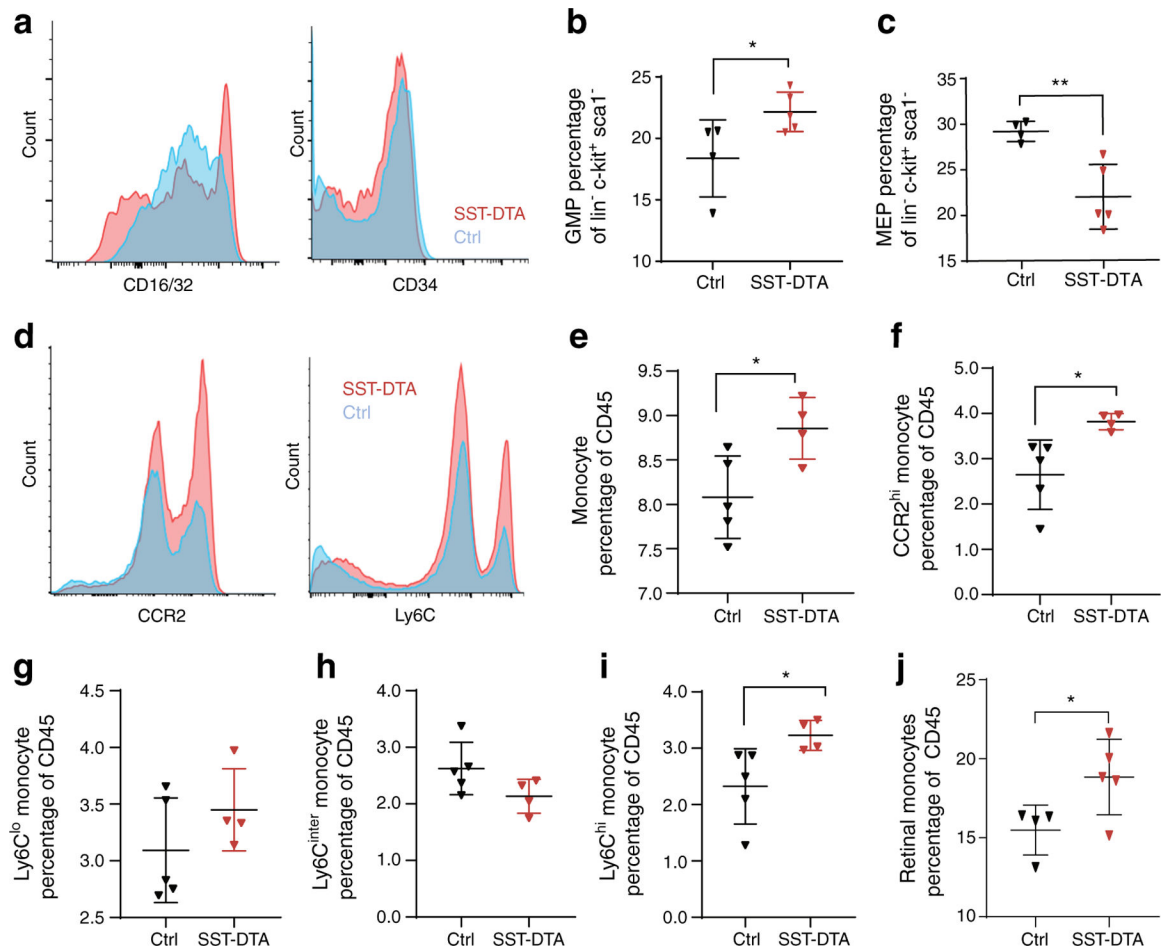 a
Count
CD16/32
Count
SST-DTA
Ctrl
CD34
b
GMP percentage
of lin⁻ c-kit⁺ sca1⁻
25
20
15
10
*
Ctrl
SST-DTA
c
MEP percentage
of lin⁻ c-kit⁺ sca1⁻
35
30
25
20
15
**
Ctrl
SST-DTA
d
Count
CCR2
Count
SST-DTA
Ctrl
Ly6C
e
Monocyte
percentage of CD45
9.5
9.0
8.5
8.0
7.5
7.0
*
Ctrl
SST-DTA
f
CCR2ʰⁱ monocyte
percentage of CD45
5.0
4.0
3.0
2.0
1.0
0.0
*
Ctrl
SST-DTA
g
Ly6Cˡᵒ monocyte
percentage of CD45
4.5
4.0
3.5
3.0
2.5
Ctrl
SST-DTA
h
Ly6Cⁱⁿᵗᵉʳ monocyte
percentage of CD45
4.0
3.0
2.0
1.0
0.0
Ctrl
SST-DTA
i
Ly6Cʰⁱ monocyte
percentage of CD45
4.0
3.0
2.0
1.0
0.0
*
Ctrl
SST-DTA
j
Retinal monocytes
percentage of CD45
25
20
15
10
*
Ctrl
SST-DTA